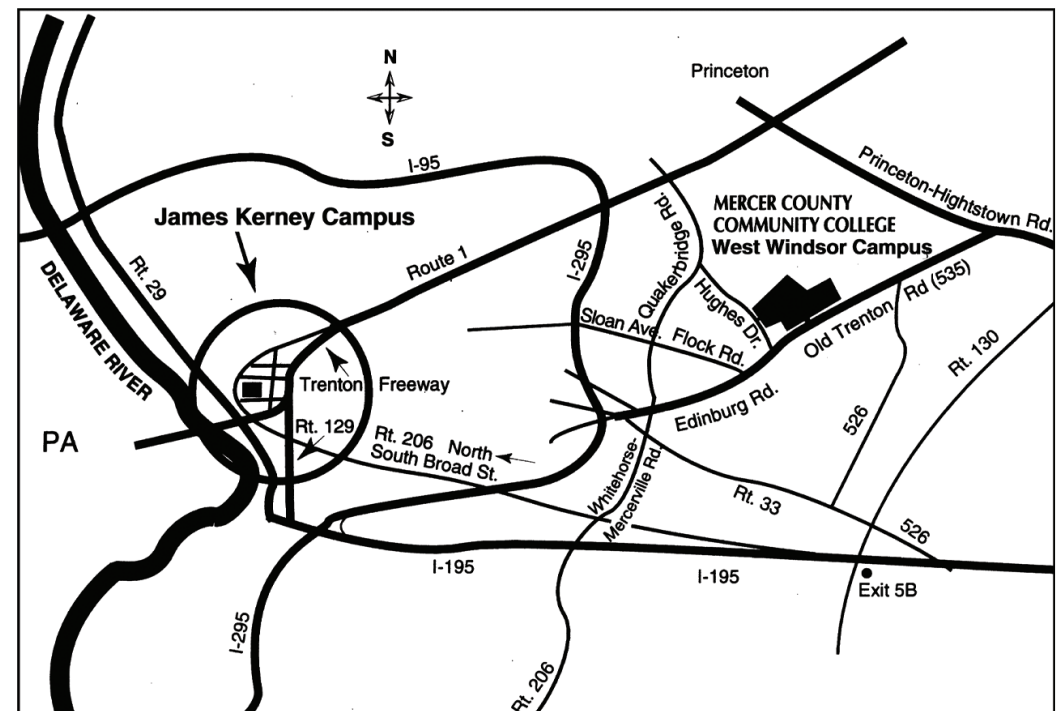 N
S
Princeton
I-95
Princeton-Hightstown Rd.
James Kerney Campus
MERCER COUNTY
COMMUNITY COLLEGE
West Windsor Campus
Quakerbridge Rd.
Route 1
I-295
Rt. 29
DELAWARE RIVER
Hughes Dr.
Old Trenton Rd (535)
Sloan Ave.
Flock Rd.
Rt. 130
Trenton Freeway
Edinburg Rd.
526
PA
Rt. 129
Rt. 206 North
South Broad St.
Whitehorse-
Mercerville Rd.
Rt. 33
526
I-195
I-195
Exit 5B
I-295
Rt. 206